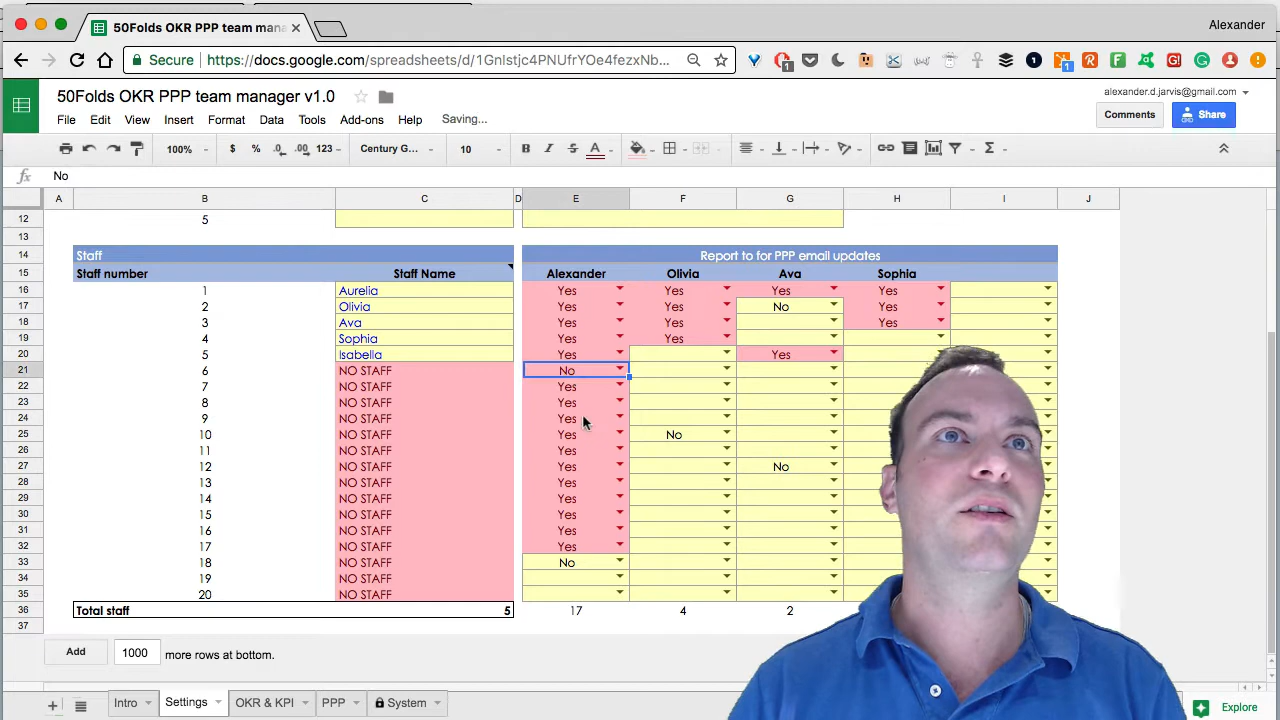 50Folds OKR PPP team mana
Alexander
Secure
https://docs.google.com/spreadsheets/d/1GnIstjc4PNUfrYOe4fezxNb...
50Folds OKR PPP team manager v1.0
alexander.d.jarvis@gmail.com
File Edit View Insert Format Data Tools Add-ons Help Saving...
Comments Share
100% $ % .0 .00 123 Century G... 10 B I S A
fx No
A B C D E F G H I J
12 5
13
14 Staff Report to for PPP email updates
15 Staff number Staff Name Alexander Olivia Ava Sophia
16 1 Aurelia Yes Yes Yes Yes
17 2 Olivia Yes Yes No Yes
18 3 Ava Yes Yes Yes
19 4 Sophia Yes Yes
20 5 Isabella Yes Yes
21 6 NO STAFF No
22 7 NO STAFF Yes
23 8 NO STAFF Yes
24 9 NO STAFF Yes
25 10 NO STAFF Yes No
26 11 NO STAFF Yes
27 12 NO STAFF Yes No
28 13 NO STAFF Yes
29 14 NO STAFF Yes
30 15 NO STAFF Yes
31 16 NO STAFF Yes
32 17 NO STAFF Yes
33 18 NO STAFF No
34 19 NO STAFF
35 20 NO STAFF
36 Total staff 5 17 4 2
37
Add 1000 more rows at bottom.
Intro Settings OKR & KPI PPP System
Explore